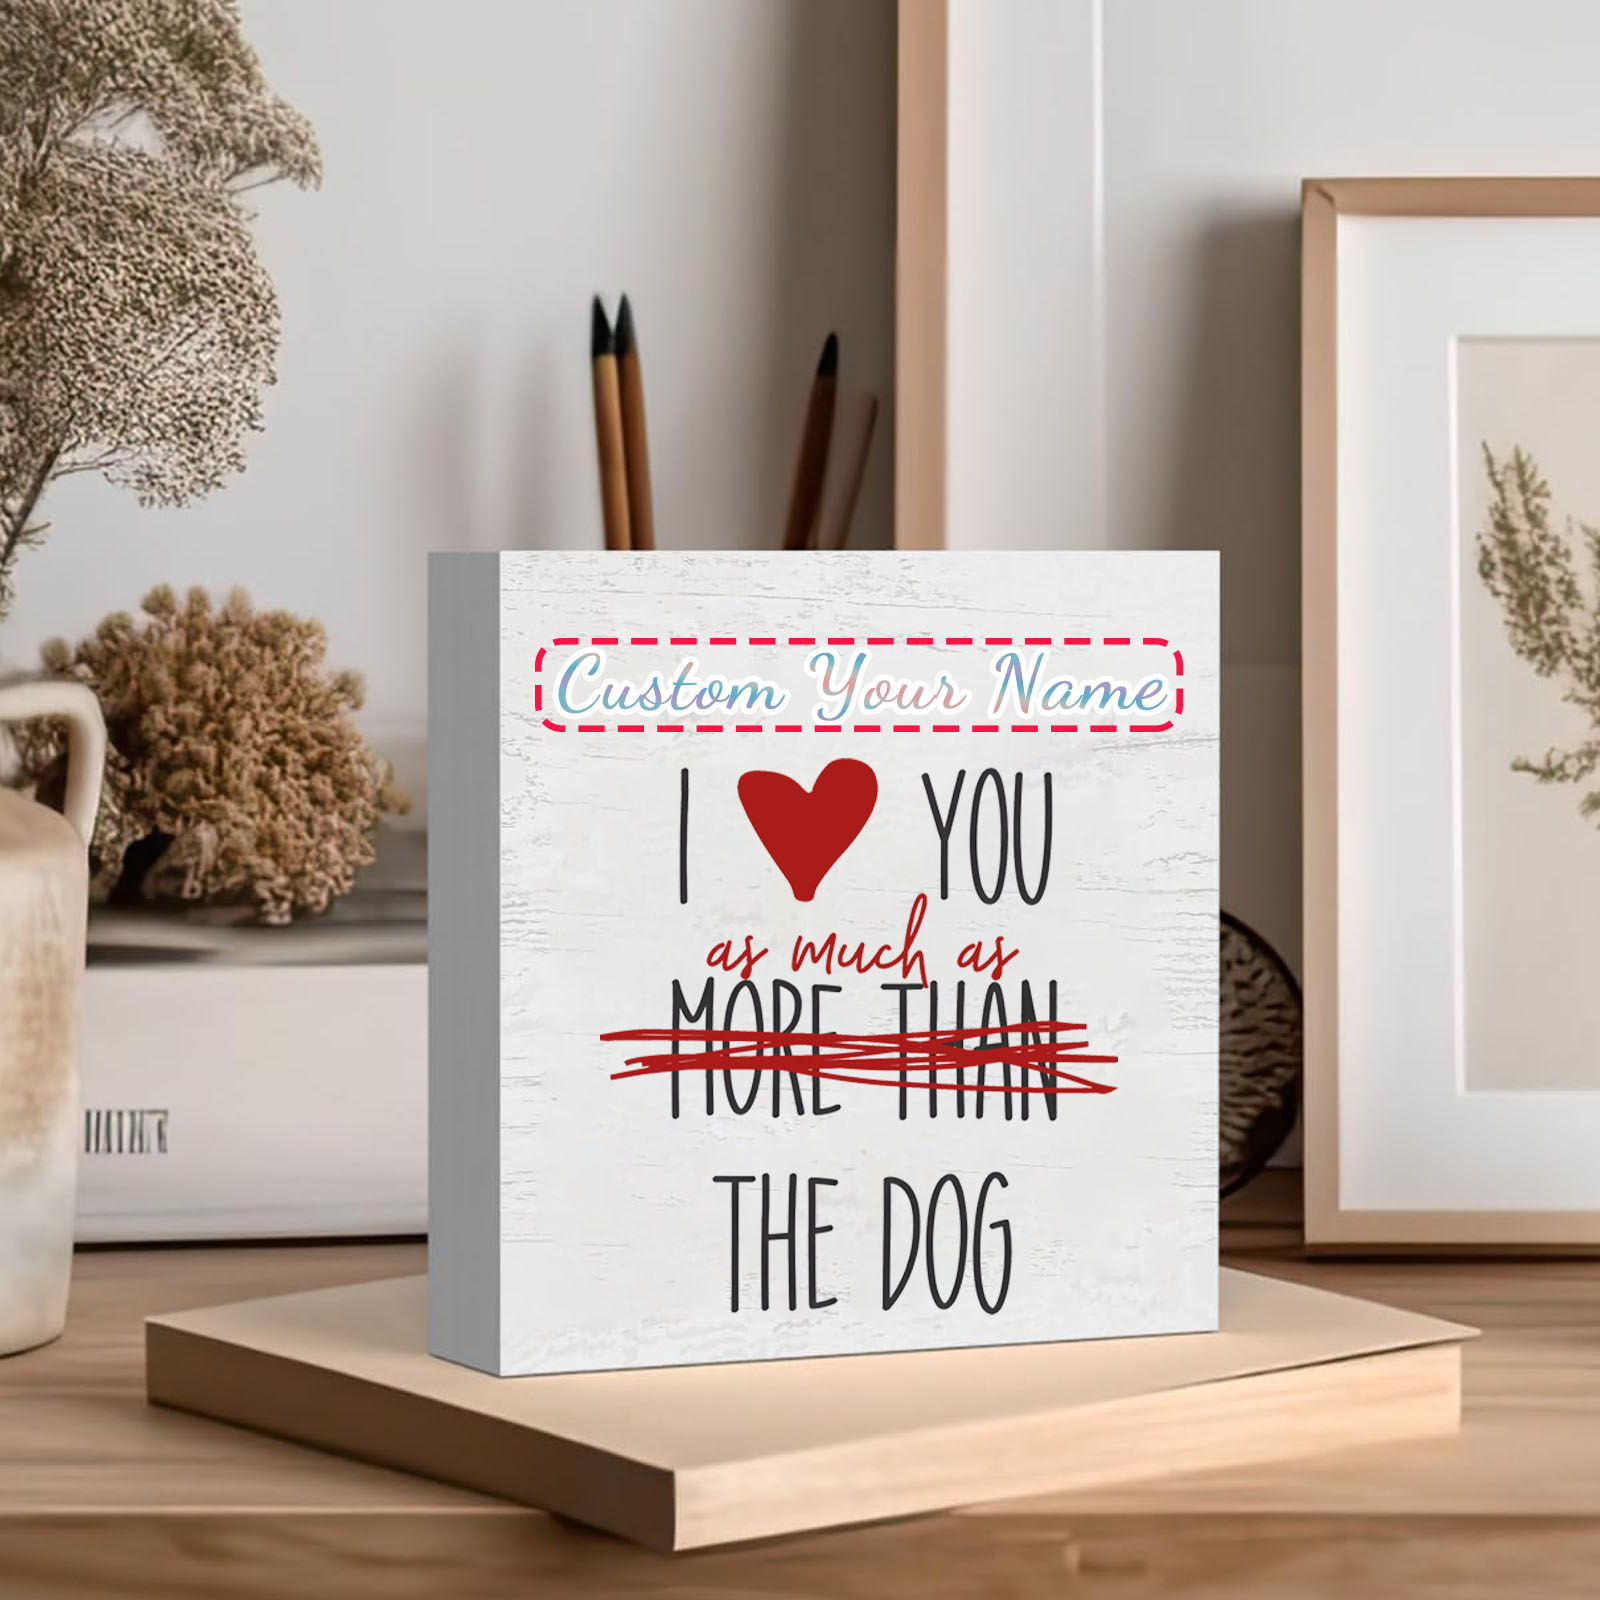 Custom Your Name
I ❤ YOU
as much as
MORE THAN
THE DOG